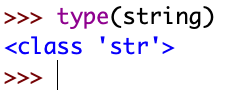 >>> type(string)
<class 'str'>
>>>